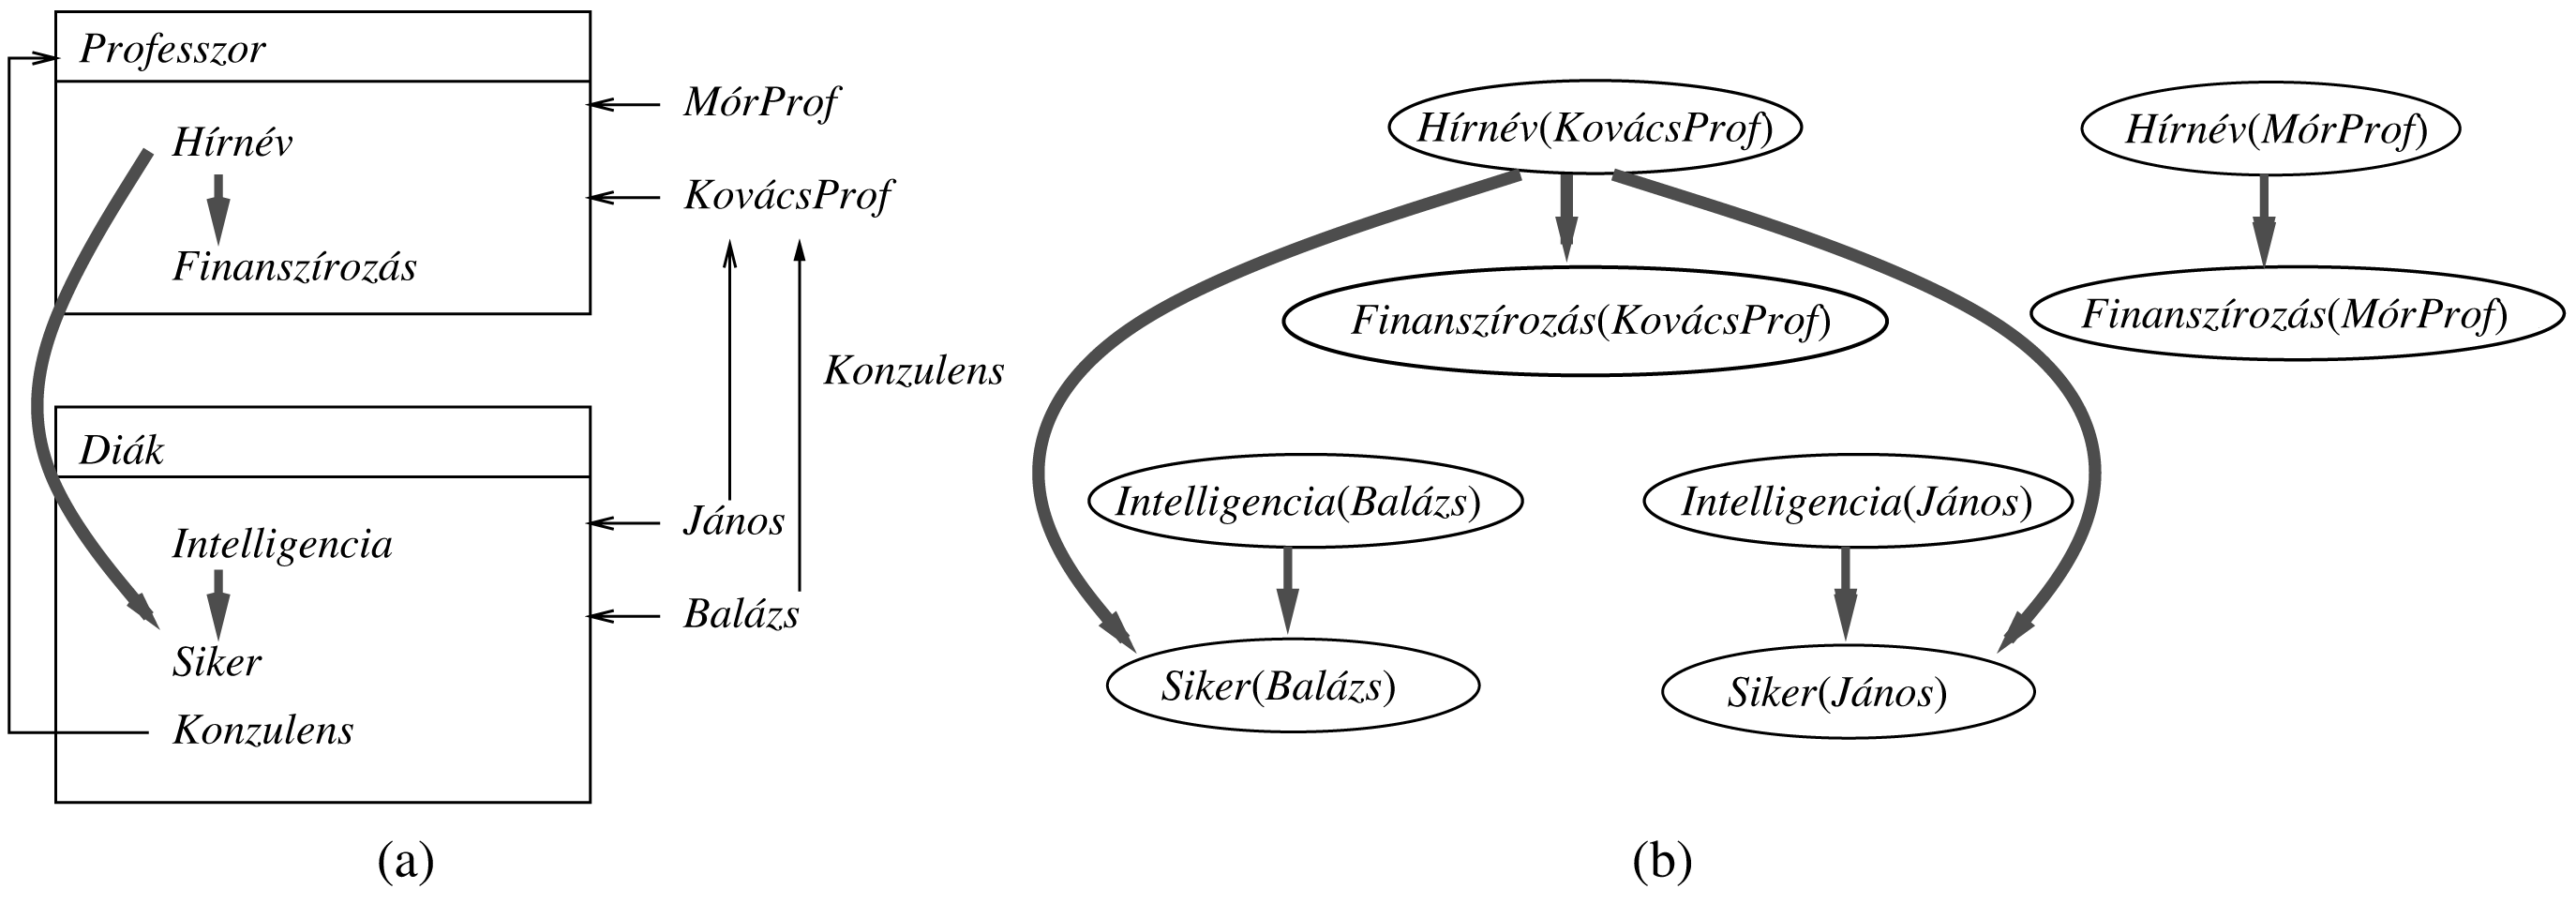 Professzor
Hírnév
Finanszírozás
MórProf
KovácsProf
Konzulens
Diák
Intelligencia
Siker
Konzulens
János
Balázs
(a)
Hírnév(KovácsProf)
Hírnév(MórProf)
Finanszírozás(KovácsProf)
Finanszírozás(MórProf)
Intelligencia(Balázs)
Intelligencia(János)
Siker(Balázs)
Siker(János)
(b)